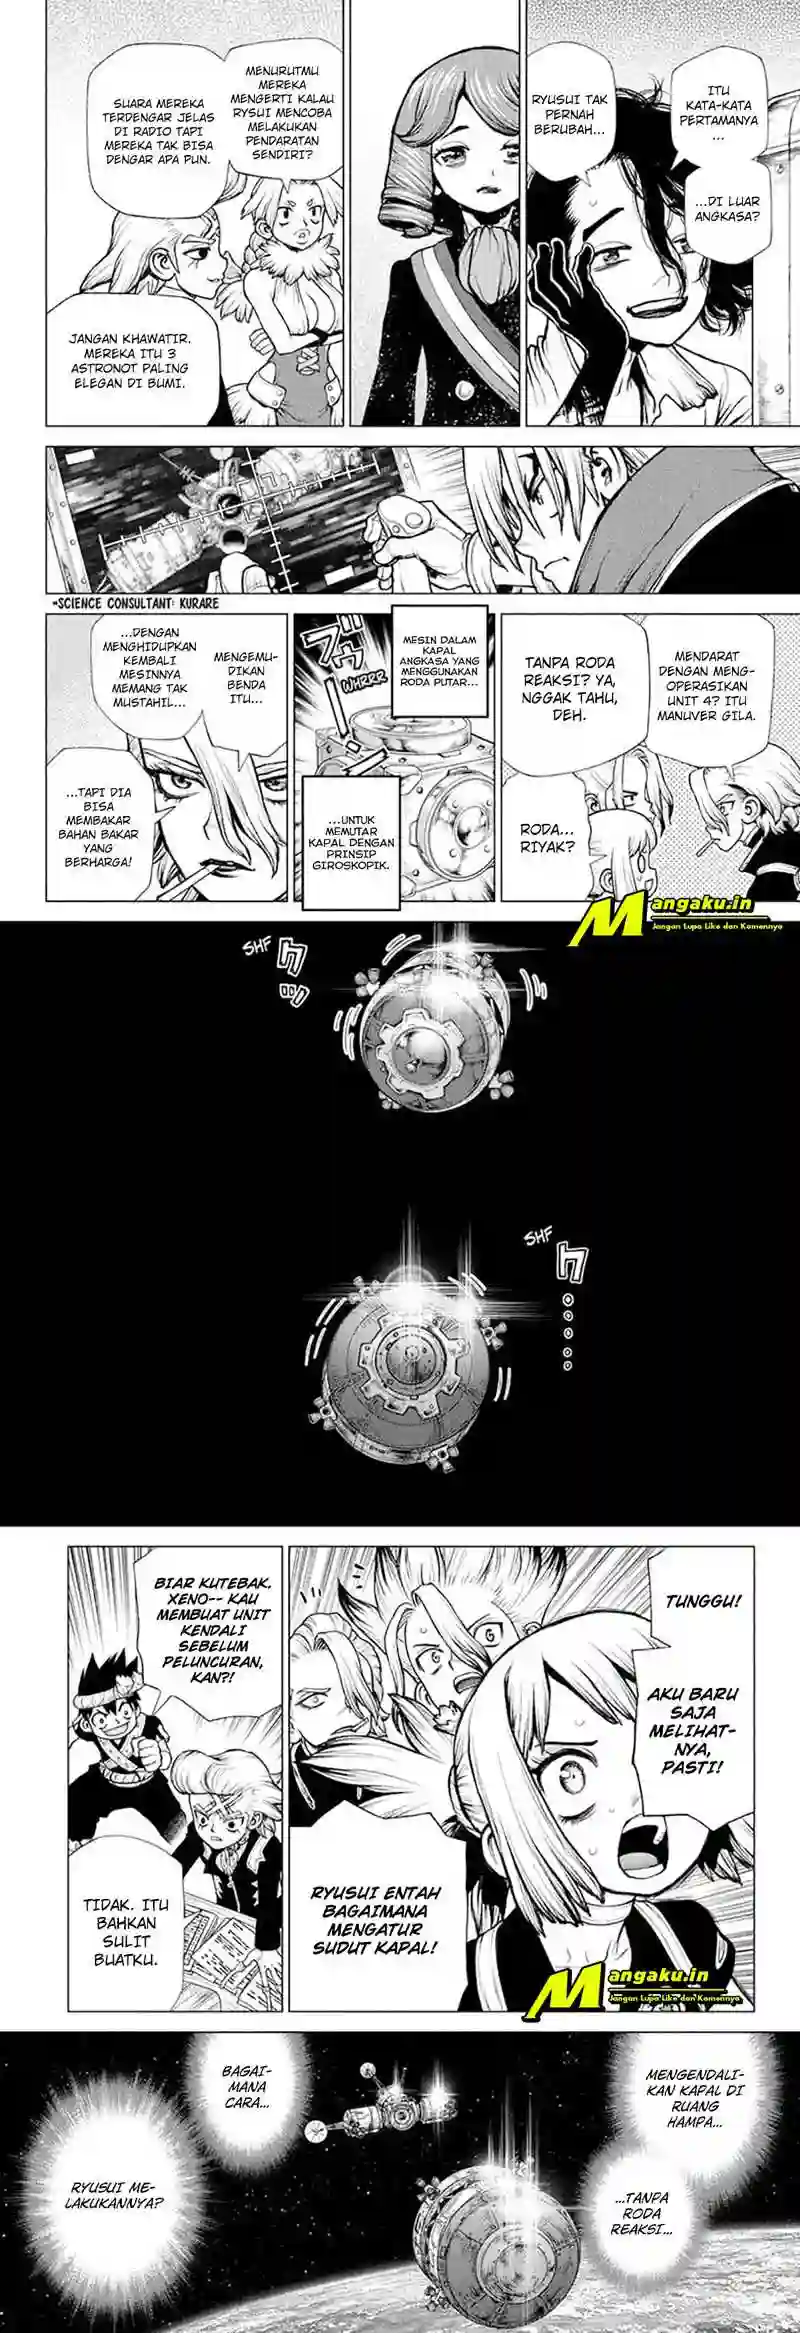 ITU
KATA-KATA
PERTAMANYA
...
...DI LUAR
ANGKASA?
RYUSUI TAK
PERNAH
BERUBAH...
MENURUTMU
MEREKA
MENGERTI KALAU
RYSUI MENCOBA
MELAKUKAN
PENDARATAN
SENDIRI?
SUARA MEREKA
TERDENGAR JELAS
DI RADIO TAPI
MEREKA TAK BISA
DENGAR APA PUN.
JANGAN KHAWATIR.
MEREKA ITU 3
ASTRONOT PALING
ELEGAN DI BUMI.
*SCIENCE CONSULTANT: KURARE
MENDARAT
DENGAN MENG-
OPERASIKAN
UNIT 4? ITU
MANUVER GILA.
TANPA RODA
REAKSI? YA,
NGGAK TAHU,
DEH.
RODA...
RIYAK?
MESIN DALAM
KAPAL
ANGKASA YANG
MENGGUNAKAN
RODA PUTAR...
ブゥ
WHRRR
...UNTUK
MEMUTAR
KAPAL DENGAN
PRINSIP
GIROSKOPIK.
MENGEMU-
DIKAN
BENDA
ITU...
...DENGAN
MENGHIDUPKAN
KEMBALI
MESINNYA
MEMANG TAK
MUSTAHIL...
...TAPI DIA
BISA
MEMBAKAR
BAHAN BAKAR
YANG
BERHARGA!
Mangaku.in
Jangan Lupa Like dan Komennya
SHF
クッ
SHF
ク
TUNGGU!
AKU BARU
SAJA
MELIHAT-
NYA,
PASTI!
RYUSUI ENTAH
BAGAIMANA
MENGATUR
SUDUT KAPAL!
BIAR KUTEBAK.
XENO-- KAU
MEMBUAT UNIT
KENDALI
SEBELUM
PELUNCURAN,
KAN?!
TIDAK. ITU
BAHKAN
SULIT
BUATKU.
Mangaku.in
Jangan Lupa Like dan Komennya
MENGENDALI-
KAN KAPAL DI
RUANG
HAMPA...
...TANPA
RODA
REAKSI...
BAGAI-
MANA
CARA...
RYUSUI ME-
LAKUKANNYA?